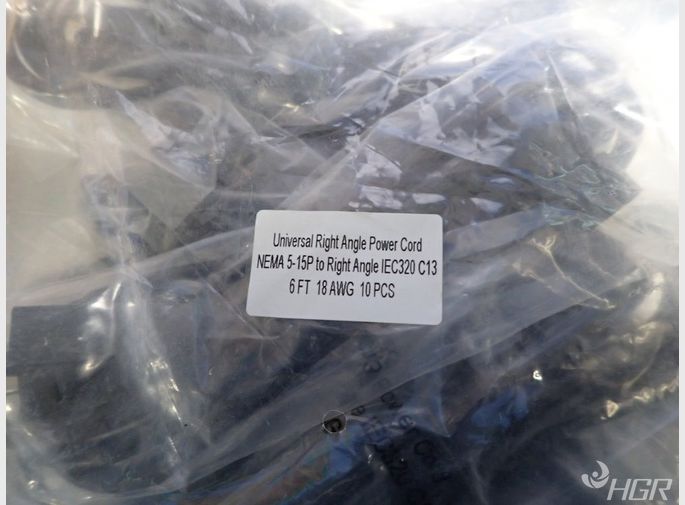 Universal Right Angle Power Cord
NEMA 5-15P to Right Angle IEC320 C13
6 FT 18 AWG 10 PCS
HGR